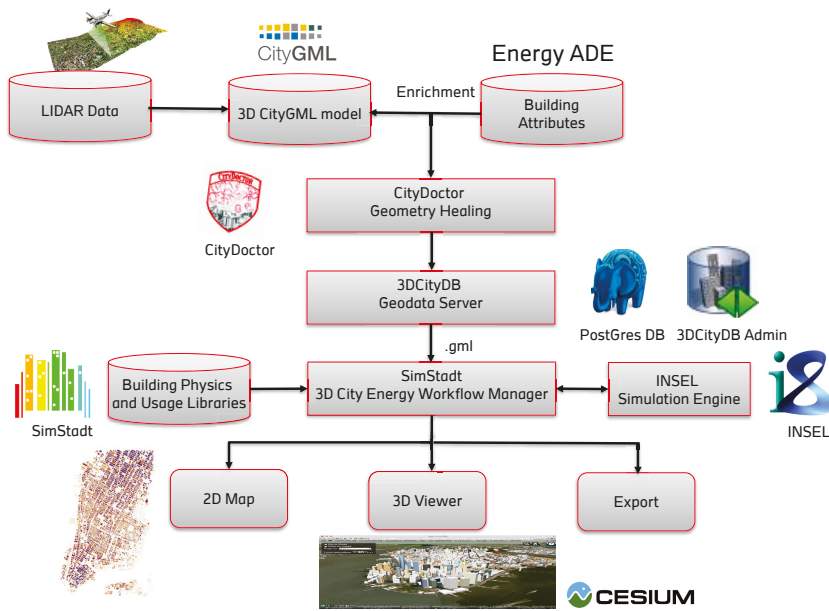 CityGML
Energy ADE
LIDAR Data
3D CityGML model
Enrichment
Building
Attributes
CityDoctor
CityDoctor
Geometry Healing
CityDoctor
3DCityDB
Geodata Server
PostGres DB
3DCityDB Admin
.gml
SimStadt
Building Physics
and Usage Libraries
SimStadt
3D City Energy Workflow Manager
INSEL
Simulation Engine
i8
INSEL
2D Map
3D Viewer
Export
CESIUM